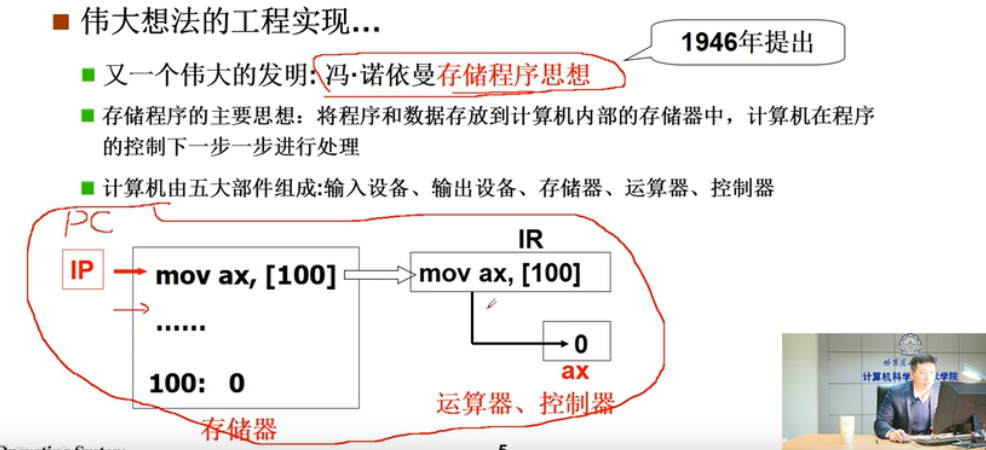 伟大想法的工程实现...
1946年提出
又一个伟大的发明:冯·诺依曼存储程序思想
存储程序的主要思想：将程序和数据存放到计算机内部的存储器中，计算机在程序
的控制下一步一步进行处理
计算机由五大部件组成:输入设备、输出设备、存储器、运算器、控制器
PC
IR
IP
mov ax, [100]
mov ax, [100]
......
0
ax
100: 0
运算器、控制器
存储器
计算机科学
术学院